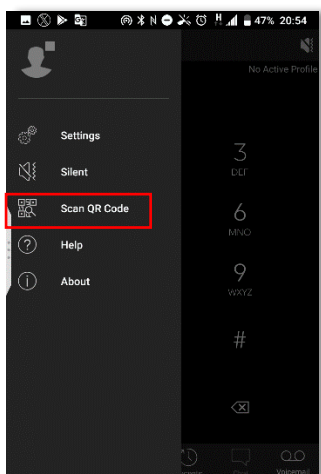 47% 20:54
No Active Profile
Settings
Silent
Scan QR Code
Help
About
3
DEF
6
MNO
9
WXYZ
#
Voicemail